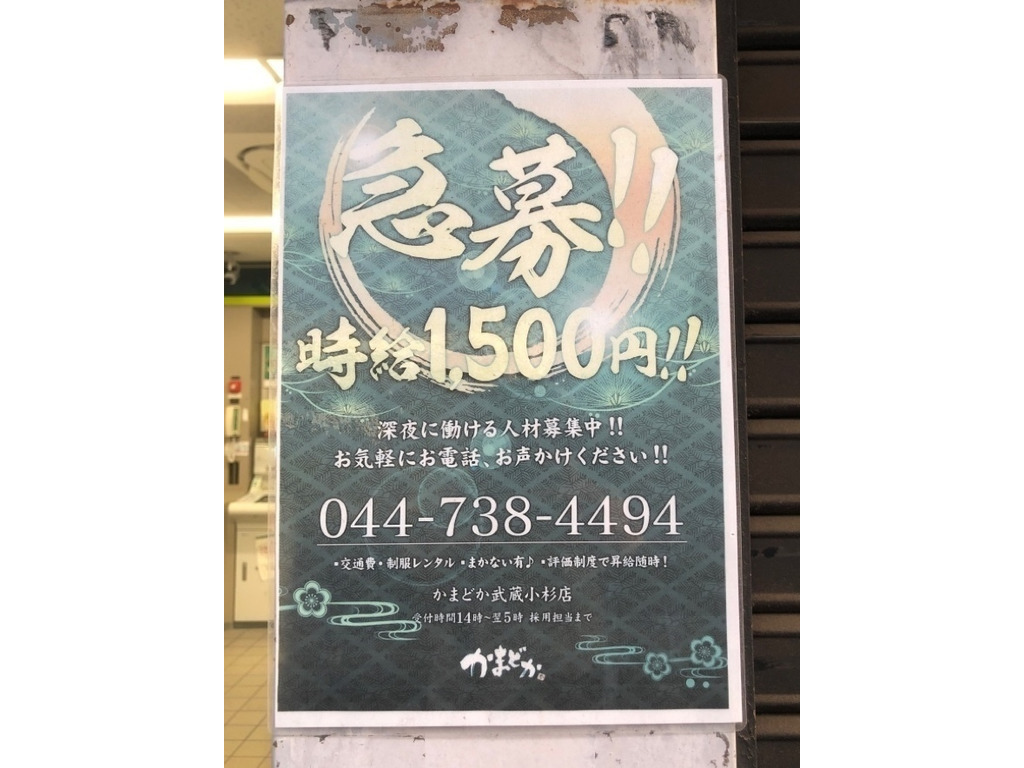 急募!!
時給1,500円!!
深夜に働ける人材募集中!!
お気軽にお電話、お声かけください!!
044-738-4494
・交通費・制服レンタル・まかない有♪・評価制度で昇給随時!
かまどか武蔵小杉店
受付時間14時~翌5時 採用担当まで
かまどか